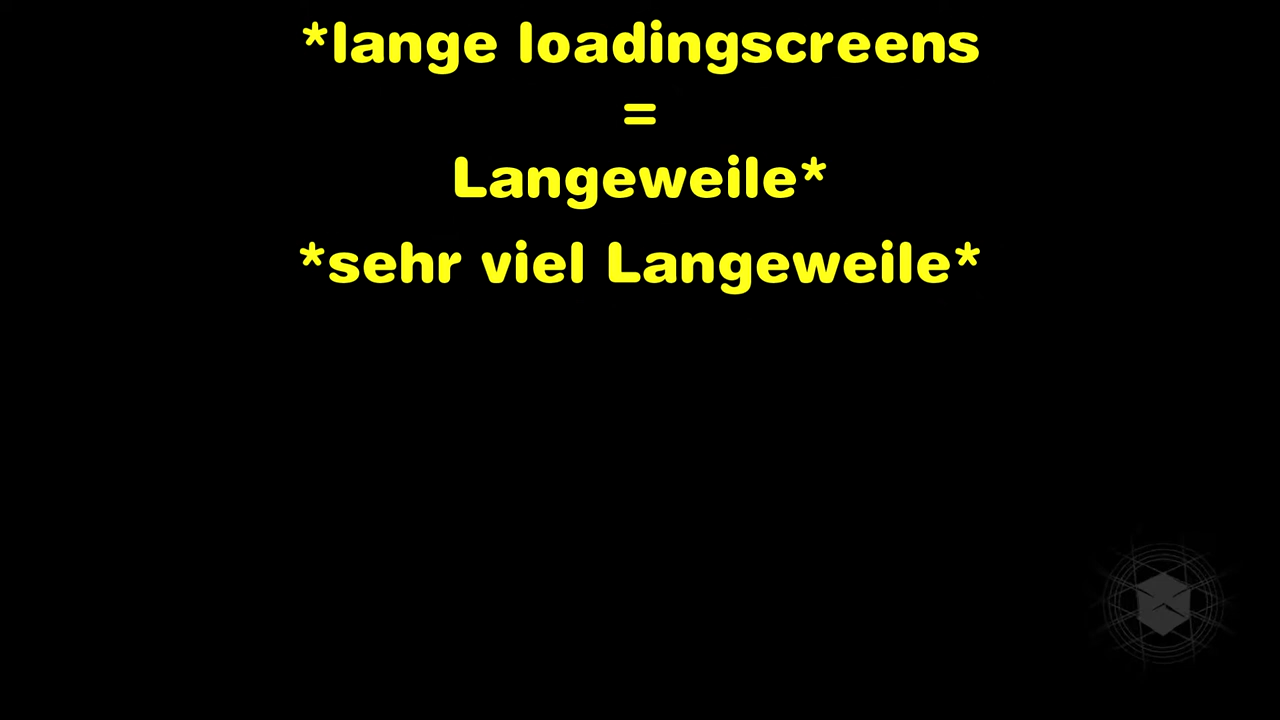 *lange loadingscreens
=
Langeweile*
*sehr viel Langeweile*